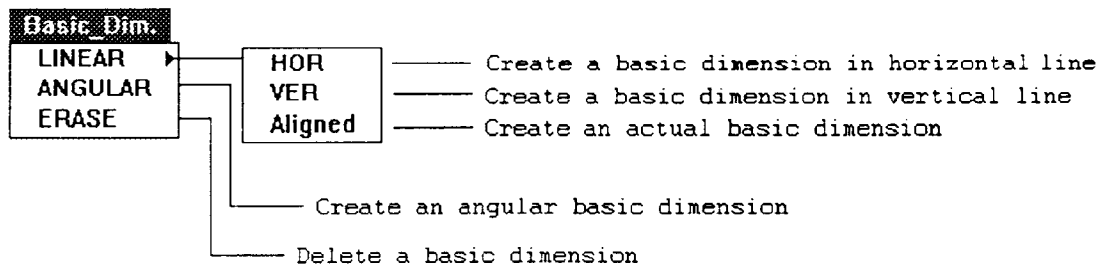 Basic_Dim.
LINEAR
ANGULAR
ERASE
HOR
VER
Aligned
Create a basic dimension in horizontal line
Create a basic dimension in vertical line
Create an actual basic dimension
Create an angular basic dimension
Delete a basic dimension